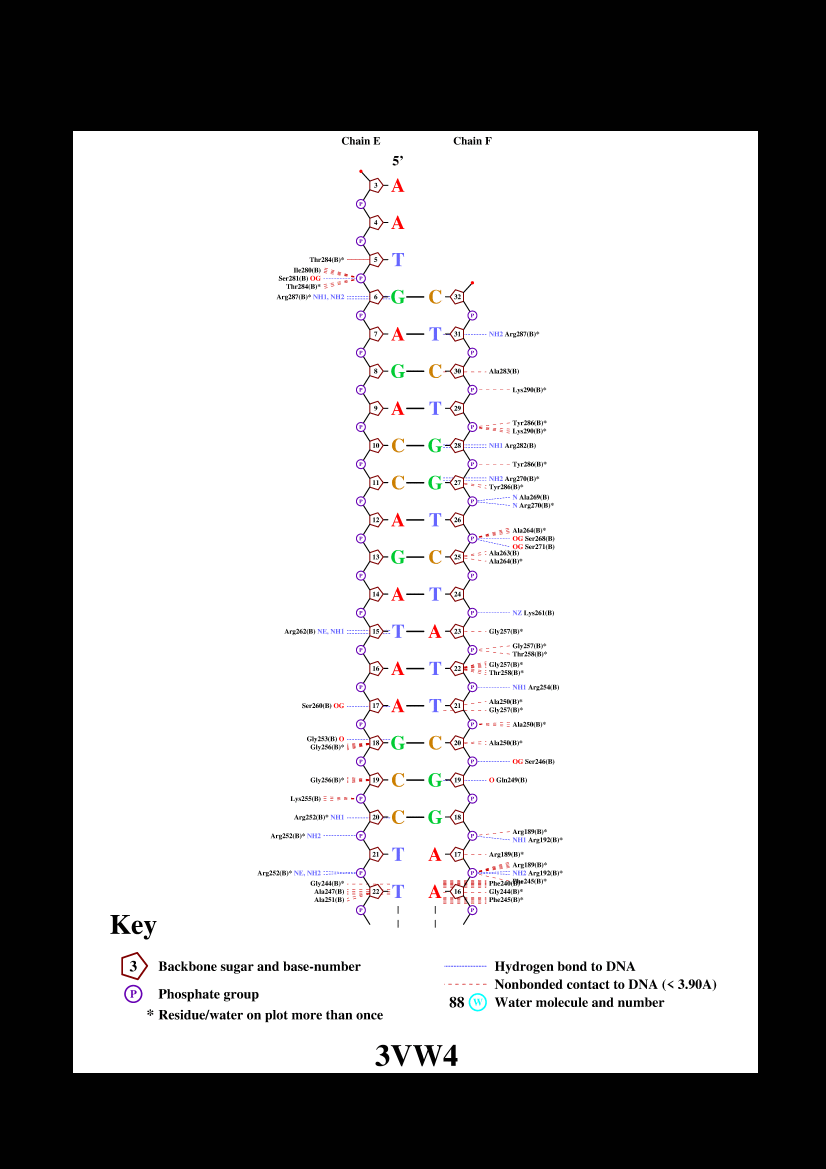 Chain E Chain F
5’
3 A
P
4 A
P
Thr284(B)* 5 T
Ile280(B)
Ser281(B) OG P
Thr284(B)*
Arg287(B)* NH1, NH2 6 G C 32
P P
7 A T 31 NH2 Arg287(B)*
P P
8 G C 30 Ala283(B)
P P Lys290(B)*
9 A T 29
Tyr286(B)*
P P Lys290(B)*
10 C G 28 NH1 Arg282(B)
P P Tyr286(B)*
11 C G 27 NH2 Arg270(B)*
Tyr286(B)*
N Ala269(B)
P P N Arg270(B)*
12 A T 26
Ala264(B)*
P P OG Ser268(B)
OG Ser271(B)
13 G C 25 Ala263(B)
Ala264(B)*
P P
14 A T 24
P P NZ Lys261(B)
Arg262(B) NE, NH1 15 T A 23 Gly257(B)*
Gly257(B)*
P P Thr258(B)*
16 A T 22 Gly257(B)*
Thr258(B)*
P P NH1 Arg254(B)
Ser260(B) OG 17 A T 21 Ala250(B)*
Gly257(B)*
P P Ala250(B)*
Gly253(B) O
Gly256(B)* 18 G C 20 Ala250(B)*
P P OG Ser246(B)
Gly256(B)* 19 C G 19 O Gln249(B)
Lys255(B) P P
Arg252(B)* NH1 20 C G 18
Arg189(B)*
Arg252(B)* NH2 P P NH1 Arg192(B)*
21 T A 17 Arg189(B)*
Arg189(B)*
Arg252(B)* NE, NH2 P P NH2 Arg192(B)*
Phe245(B)*
Gly244(B)*
Ala247(B) 22 T A 16 Gly244(B)*
Ala251(B) Phe245(B)*
P P
Key
3 Backbone sugar and base-number
P Phosphate group
* Residue/water on plot more than once
Hydrogen bond to DNA
Nonbonded contact to DNA (< 3.90A)
88 W Water molecule and number
3VW4